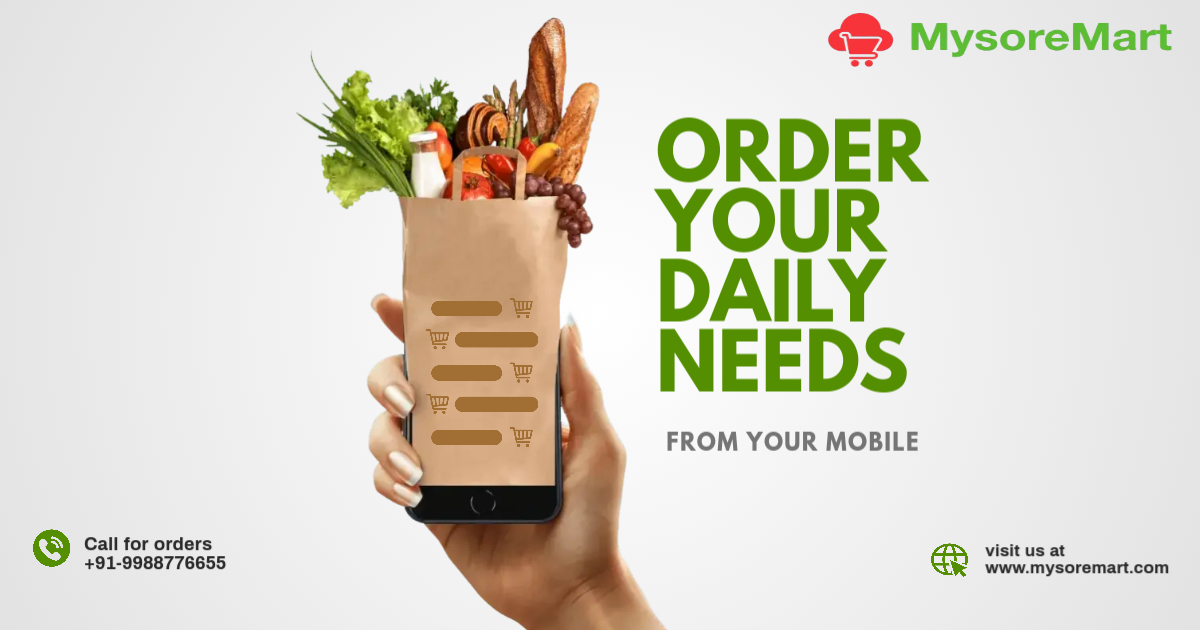 MysoreMart
ORDER
YOUR
DAILY
NEEDS
FROM YOUR MOBILE
Call for orders
+91-9988776655
visit us at
www.mysoremart.com